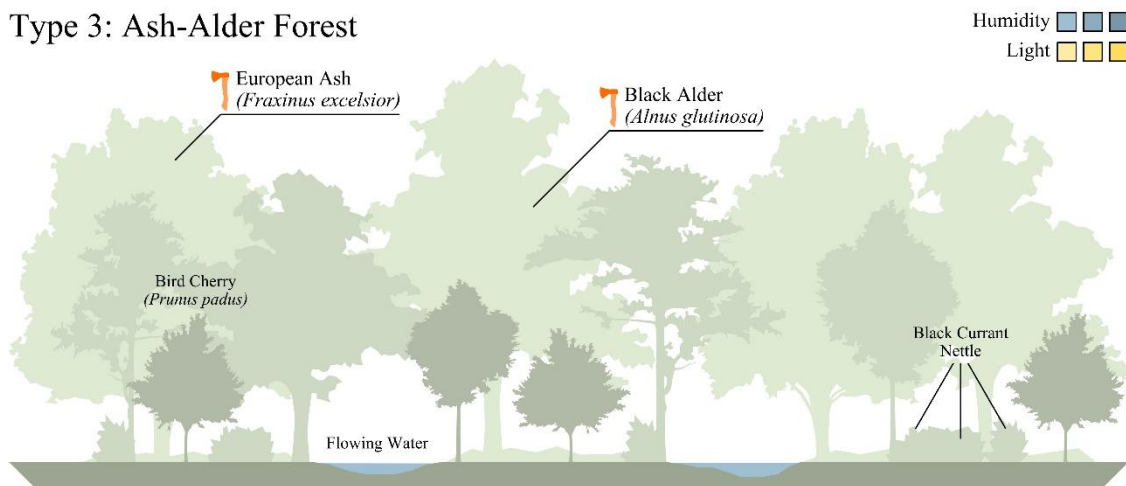 Type 3: Ash-Alder Forest
Humidity
Light
European Ash
(Fraxinus excelsior)
Black Alder
(Alnus glutinosa)
Bird Cherry
(Prunus padus)
Black Currant
Nettle
Flowing Water